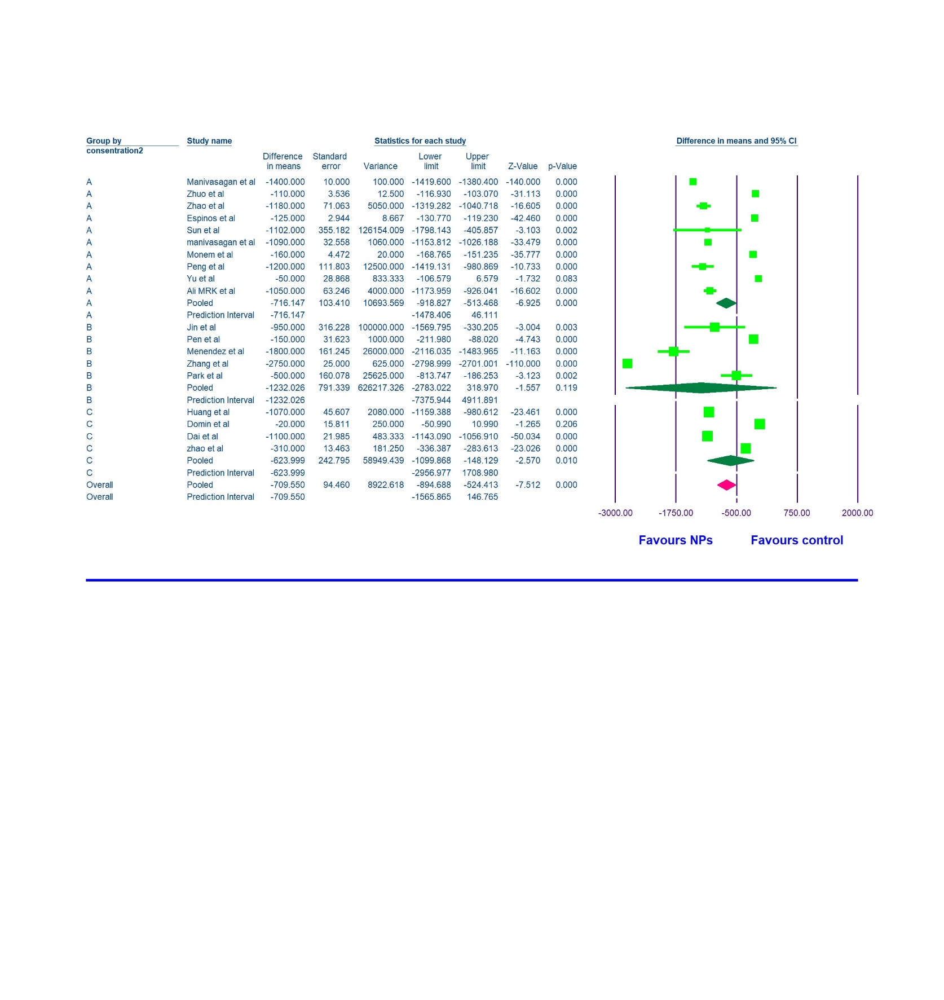 Group by Study name Statistics for each study Difference in means and 95% CI
consentration2
Difference Standard Lower Upper
in means error Variance limit limit Z-Value p-Value
A Manivasagan et al -1400.000 10.000 100.000 -1419.600 -1380.400 -140.000 0.000
A Zhuo et al -110.000 3.536 12.500 -116.930 -103.070 -31.113 0.000
A Zhao et al -1180.000 71.063 5050.000 -1319.282 -1040.718 -16.605 0.000
A Espinos et al -125.000 2.944 8.667 -130.770 -119.230 -42.460 0.000
A Sun et al -1102.000 355.182 126154.009 -1798.143 -405.857 -3.103 0.002
A manivasagan et al -1090.000 32.558 1060.000 -1153.812 -1026.188 -33.479 0.000
A Monem et al -160.000 4.472 20.000 -168.765 -151.235 -35.777 0.000
A Peng et al -1200.000 111.803 12500.000 -1419.131 -980.869 -10.733 0.000
A Yu et al -50.000 28.868 833.333 -106.579 6.579 -1.732 0.083
A Ali MRK et al -1050.000 63.246 4000.000 -1173.959 -926.041 -16.602 0.000
A Pooled -716.147 103.410 10693.569 -918.827 -513.468 -6.925 0.000
A Prediction Interval -716.147 -1478.406 46.111
B Jin et al -950.000 316.228 100000.000 -1569.795 -330.205 -3.004 0.003
B Pen et al -150.000 31.623 1000.000 -211.980 -88.020 -4.743 0.000
B Menendez et al -1800.000 161.245 26000.000 -2116.035 -1483.965 -11.163 0.000
B Zhang et al -2750.000 25.000 625.000 -2798.999 -2701.001 -110.000 0.000
B Park et al -500.000 160.078 25625.000 -813.747 -186.253 -3.123 0.002
B Pooled -1232.026 791.339 626217.326 -2783.022 318.970 -1.557 0.119
B Prediction Interval -1232.026 -7375.944 4911.891
C Huang et al -1070.000 45.607 2080.000 -1159.388 -980.612 -23.461 0.000
C Domin et al -20.000 15.811 250.000 -50.990 10.990 -1.265 0.206
C Dai et al -1100.000 21.985 483.333 -1143.090 -1056.910 -50.034 0.000
C zhao et al -310.000 13.463 181.250 -336.387 -283.613 -23.026 0.000
C Pooled -623.999 242.795 58949.439 -1099.868 -148.129 -2.570 0.010
C Prediction Interval -623.999 -2956.977 1708.980
Overall Pooled -709.550 94.460 8922.618 -894.688 -524.413 -7.512 0.000
Overall Prediction Interval -709.550 -1565.865 146.765
-3000.00 -1750.00 -500.00 750.00 2000.00
Favours NPs Favours control